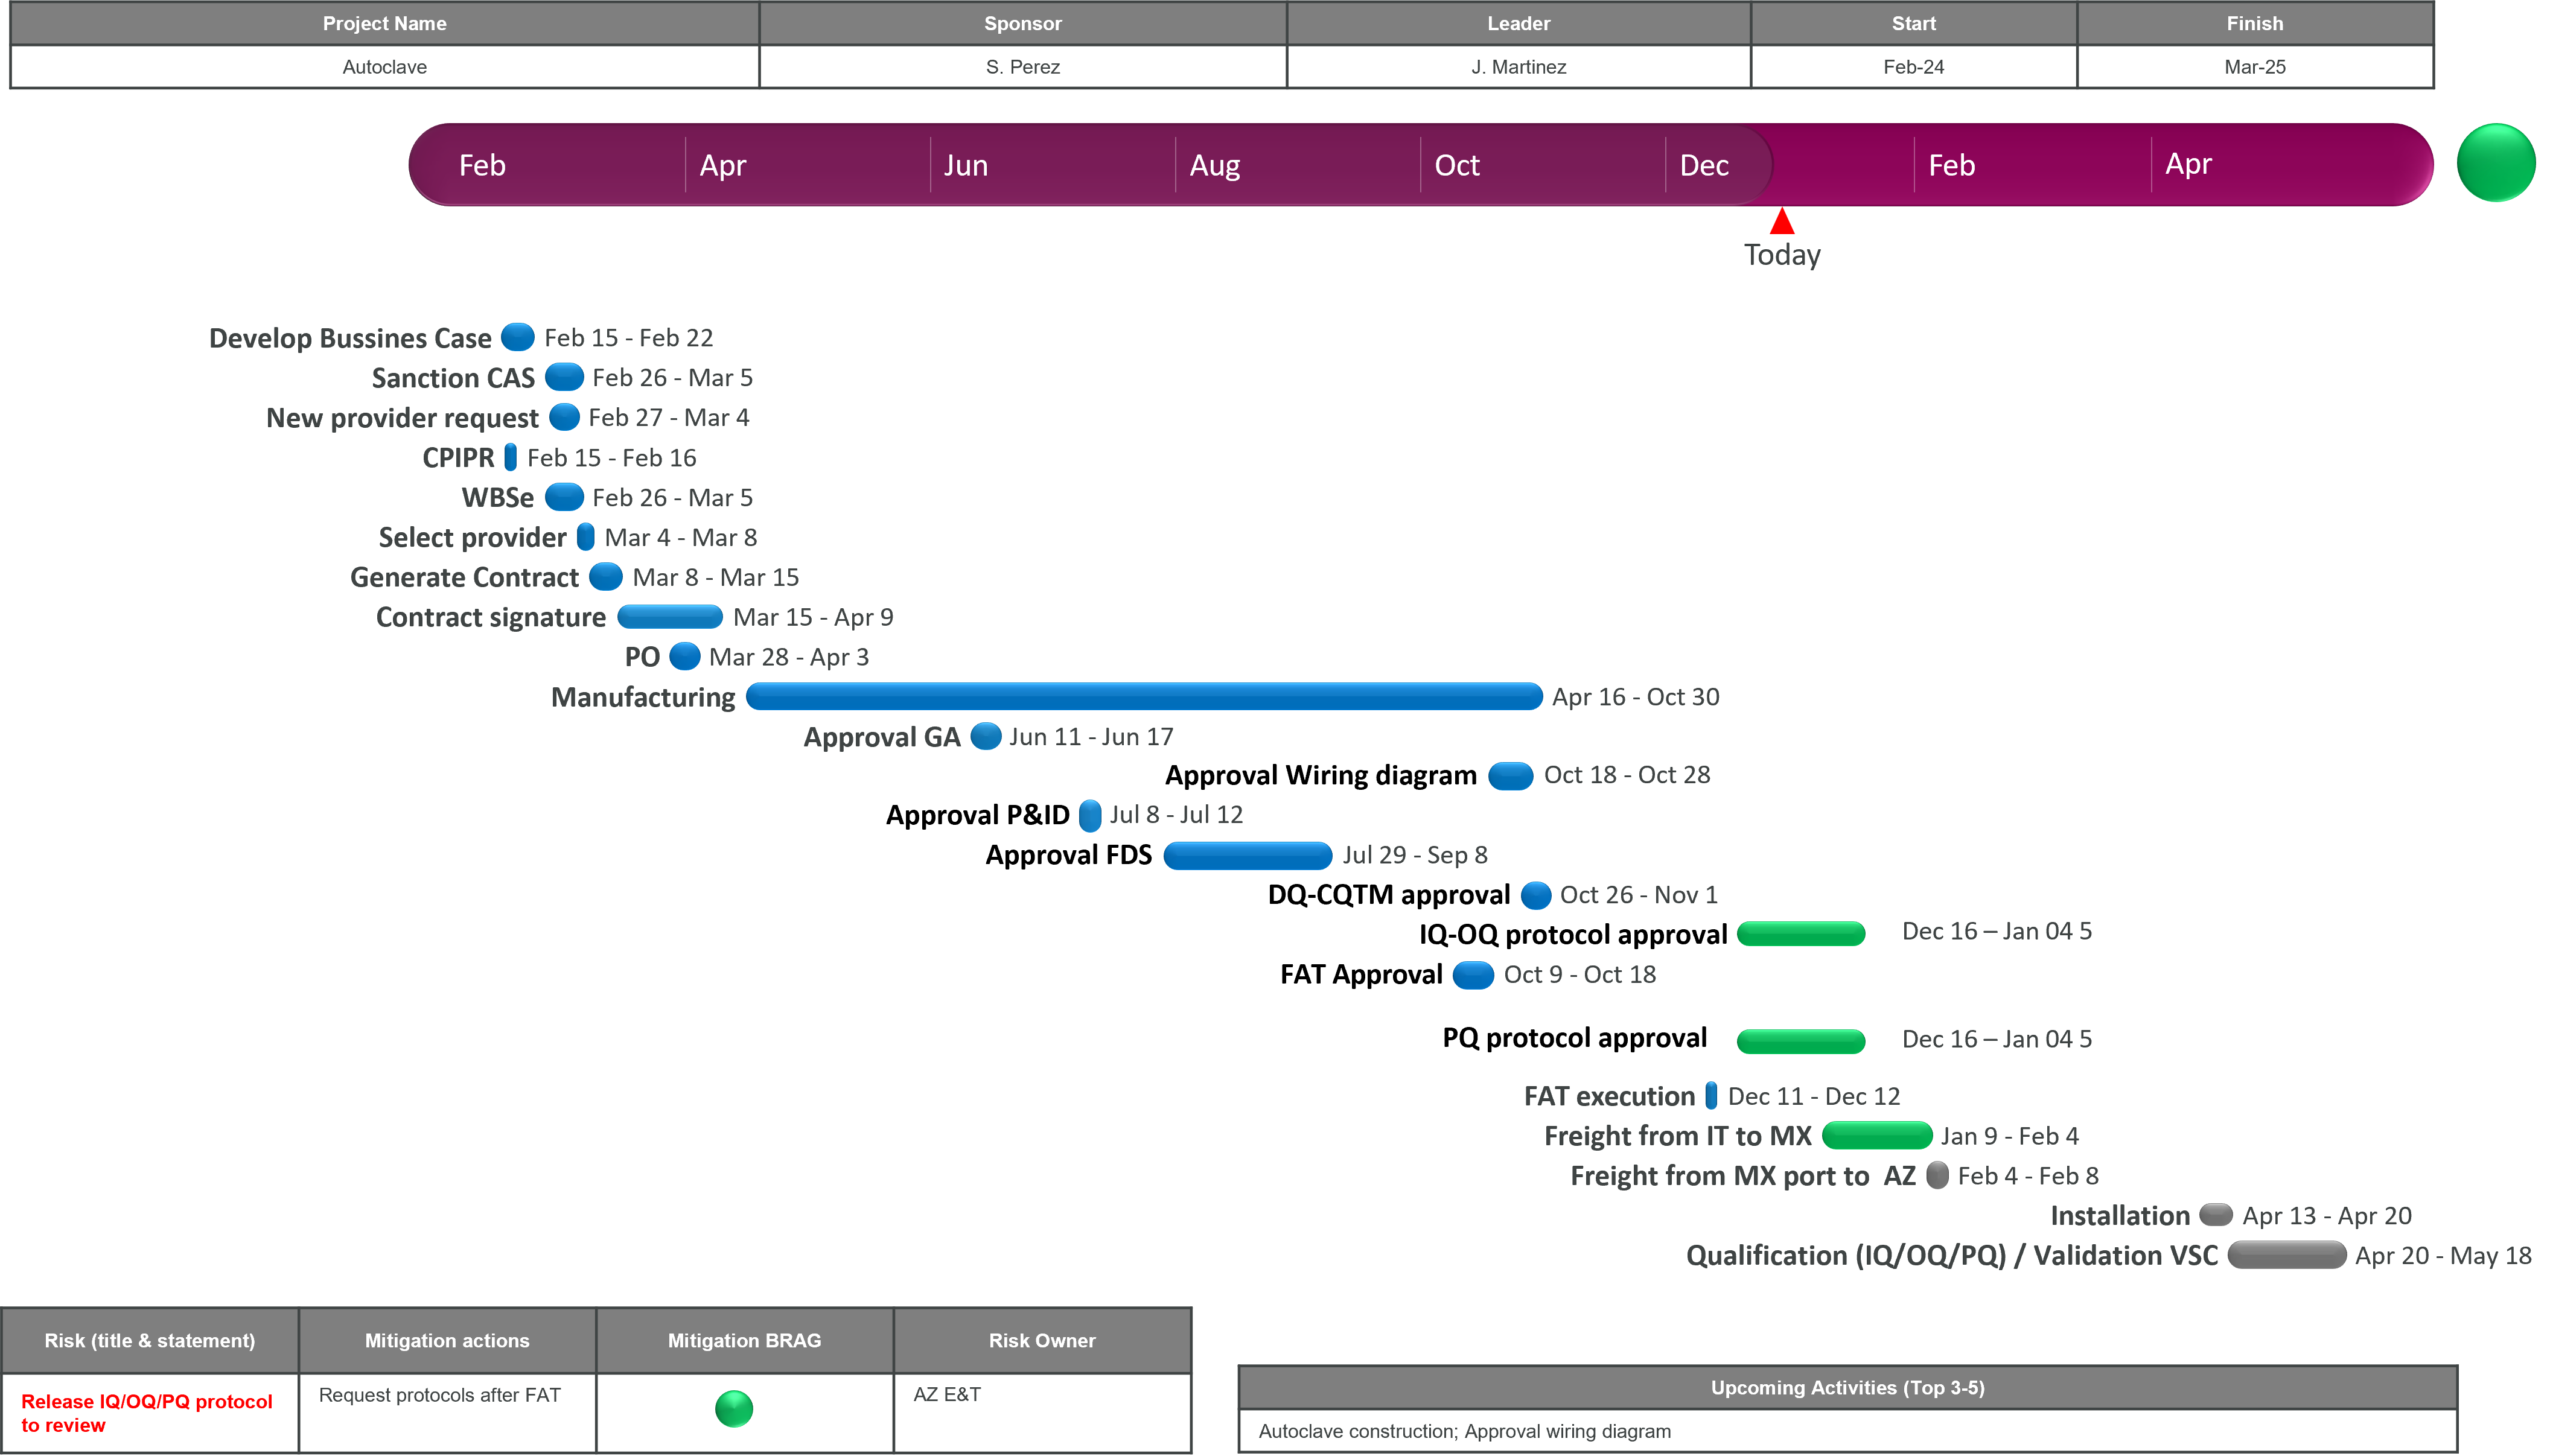 Project Name Sponsor Leader Start Finish
Autoclave S. Perez J. Martinez Feb-24 Mar-25
Feb Apr Jun Aug Oct Dec Feb Apr
Today
Develop Bussines Case Feb 15 - Feb 22
Sanction CAS Feb 26 - Mar 5
New provider request Feb 27 - Mar 4
CPIPR Feb 15 - Feb 16
WBSe Feb 26 - Mar 5
Select provider Mar 4 - Mar 8
Generate Contract Mar 8 - Mar 15
Contract signature Mar 15 - Apr 9
PO Mar 28 - Apr 3
Manufacturing Apr 16 - Oct 30
Approval GA Jun 11 - Jun 17
Approval Wiring diagram Oct 18 - Oct 28
Approval P&ID Jul 8 - Jul 12
Approval FDS Jul 29 - Sep 8
DQ-CQTM approval Oct 26 - Nov 1
IQ-OQ protocol approval Dec 16 – Jan 04 5
FAT Approval Oct 9 - Oct 18
PQ protocol approval Dec 16 – Jan 04 5
FAT execution Dec 11 - Dec 12
Freight from IT to MX Jan 9 - Feb 4
Freight from MX port to AZ Feb 4 - Feb 8
Installation Apr 13 - Apr 20
Qualification (IQ/OQ/PQ) / Validation VSC Apr 20 - May 18
Risk (title & statement) Mitigation actions Mitigation BRAG Risk Owner
Release IQ/OQ/PQ protocol
to review
Request protocols after FAT
AZ E&T
Upcoming Activities (Top 3-5)
Autoclave construction; Approval wiring diagram